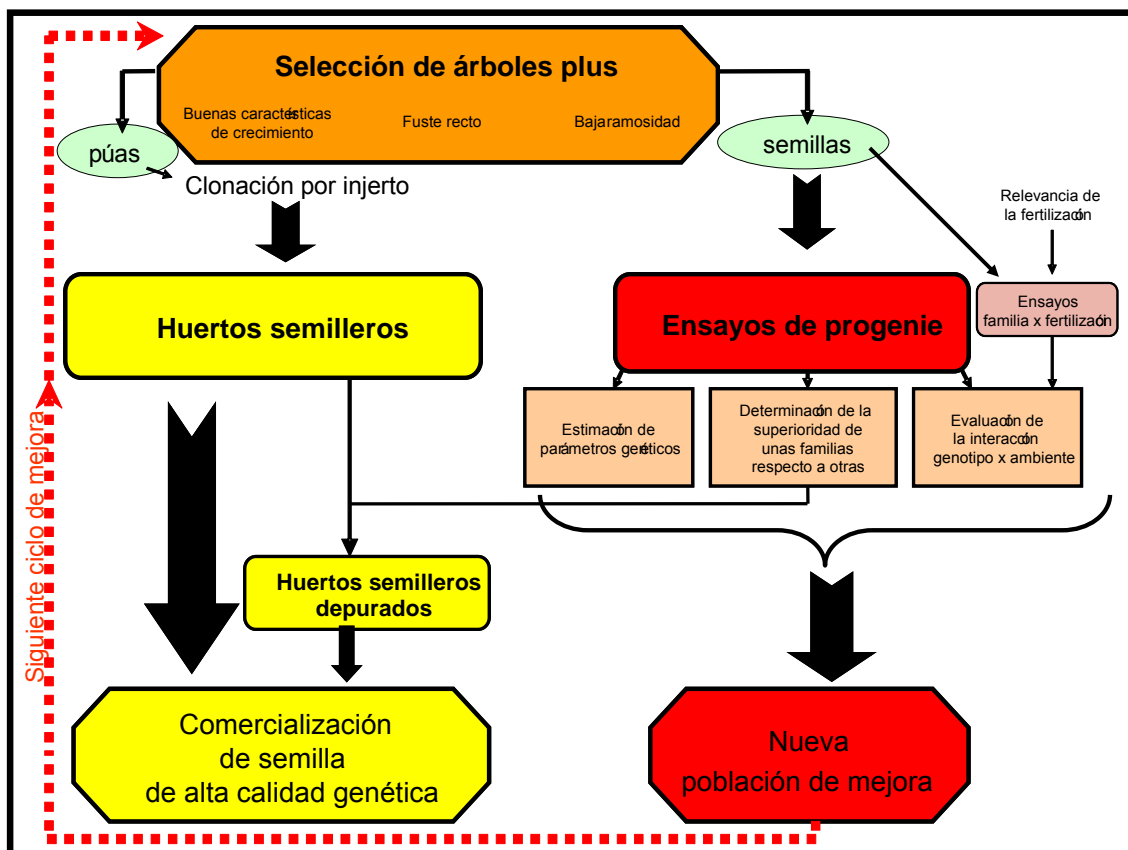 Selección de árboles plus
Buenas características
de crecimiento
Fuste recto
Bajaramosidad
púas
semillas
Clonación por injerto
Relevancia de
la fertilización
Huertos semilleros
Ensayos de progenie
Ensayos
familia x fertilización
Estimación de
parámetros genéticos
Determinación de la
superioridad de
unas familias
respecto a otras
Evaluación de
la interacción
genotipo x ambiente
Siguiente ciclo de mejora
Huertos semilleros
depurados
Comercialización
de semilla
de alta calidad genética
Nueva
población de mejora